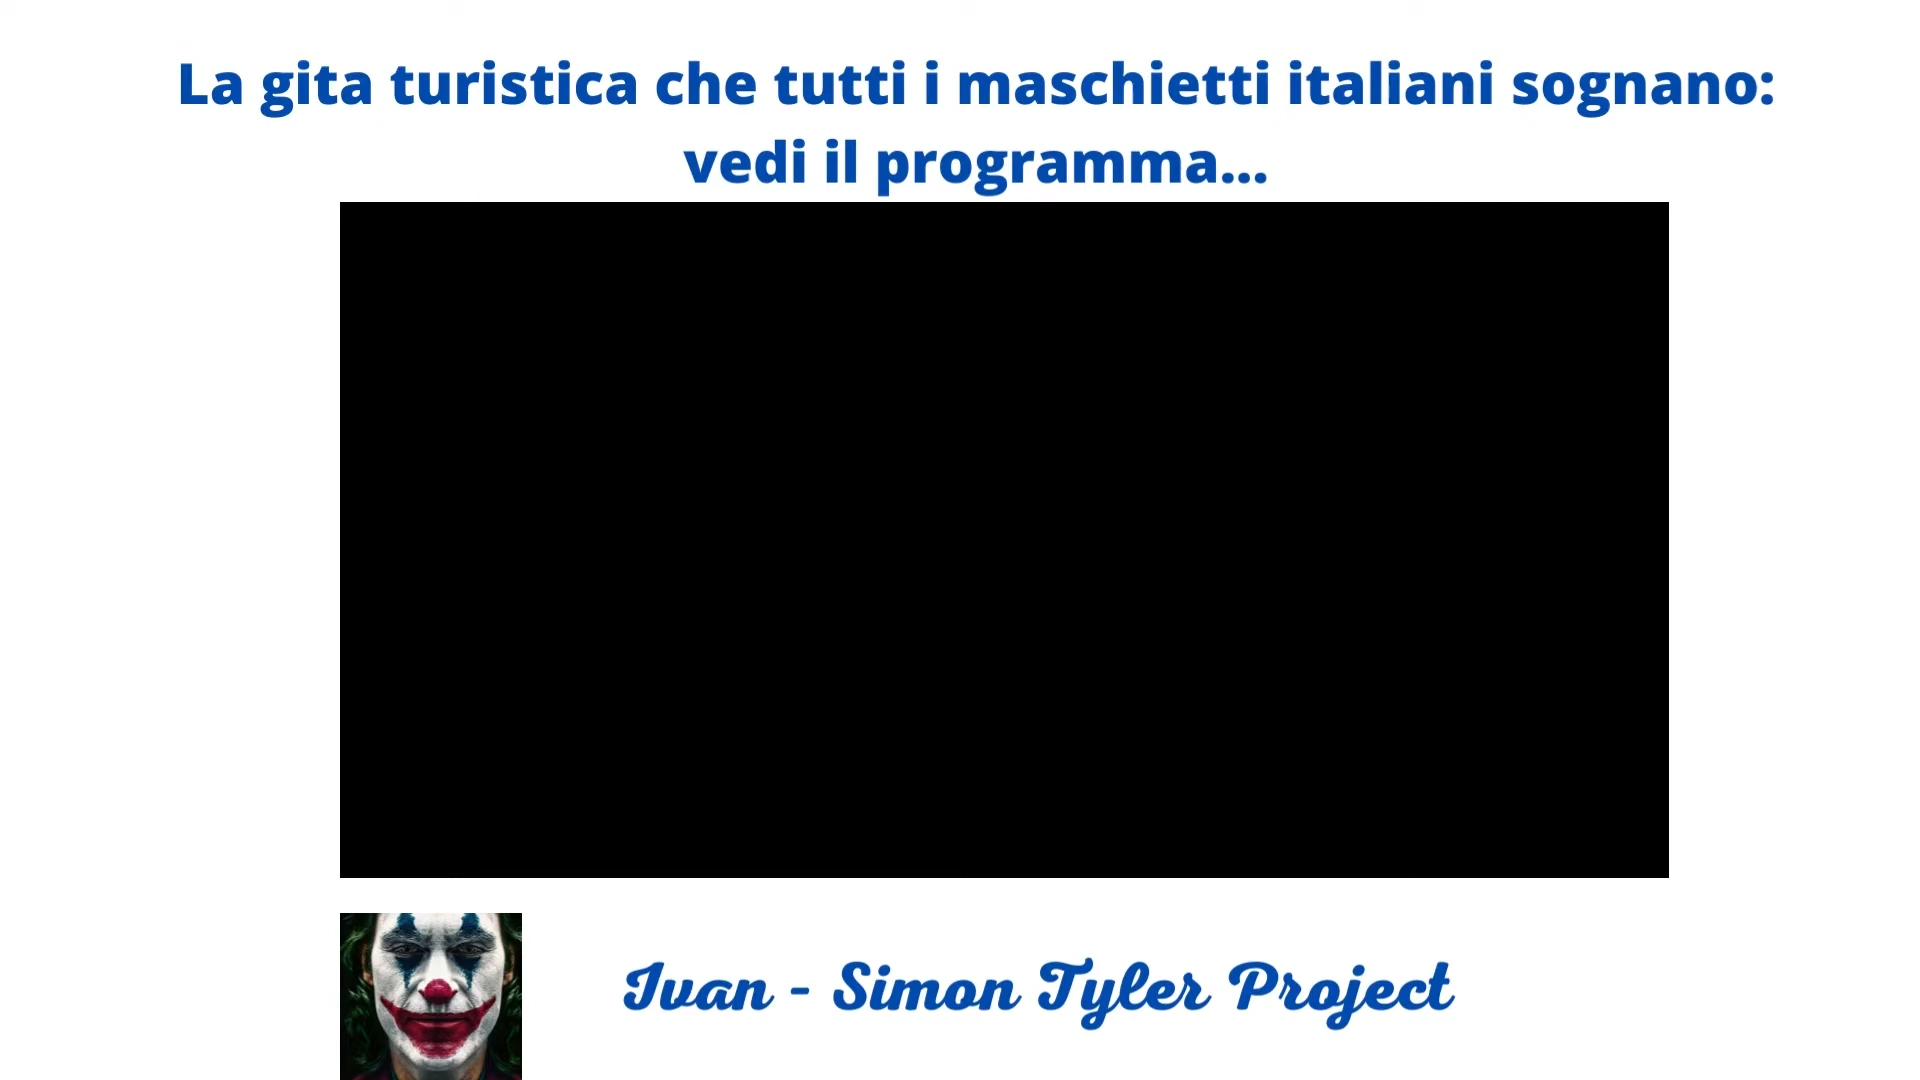 La gita turistica che tutti i maschietti italiani sognano:
vedi il programma...
Ivan - Simon Tyler Project